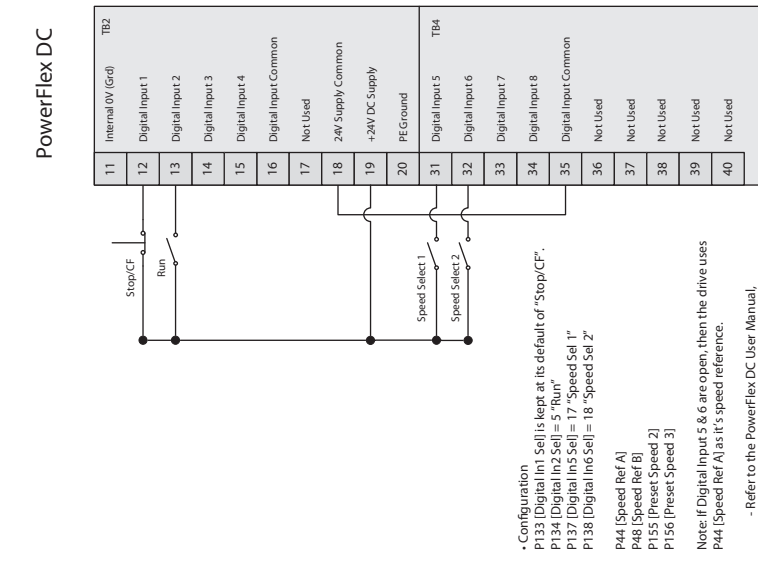 PowerFlex DC
TB2
11 Internal 0V (Grd)
12 Digital Input 1
13 Digital Input 2
14 Digital Input 3
15 Digital Input 4
16 Digital Input Common
17 Not Used
18 24V Supply Common
19 +24V DC Supply
20 PE Ground
TB4
31 Digital Input 5
32 Digital Input 6
33 Digital Input 7
34 Digital Input 8
35 Digital Input Common
36 Not Used
37 Not Used
38 Not Used
39 Not Used
40 Not Used
Stop/CF
Run
Speed Select 1
Speed Select 2
• Configuration
P133 [Digital In1 Sel] is kept at its default of "Stop/CF".
P134 [Digital In2 Sel] = 5 "Run"
P137 [Digital In5 Sel] = 17 "Speed Sel 1"
P138 [Digital In6 Sel] = 18 "Speed Sel 2"
P44 [Speed Ref A]
P48 [Speed Ref B]
P155 [Preset Speed 2]
P156 [Preset Speed 3]
Note: If Digital Input 5 & 6 are open, then the drive uses
P44 [Speed Ref A] as it's speed reference.
- Refer to the PowerFlex DC User Manual,